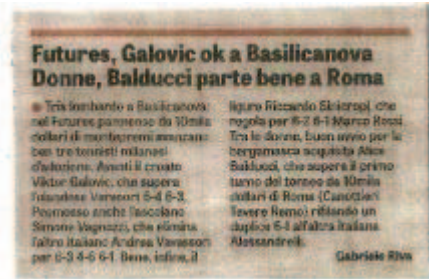 Futures, Galovic ok a Basilicanova
Donne, Balducci parte bene a Roma
Tris lombardo a Basilicanova:
nel Futures parmense da 10mila
dollari di montepremi avanzano
ben tre tennisti milanesi
d'adozione. Avanti il croato
Viktor Galovic, che supera
l'olandese 6-4 6-3.
Promosso anche l'ascolano
Simone Vagnozzi, che elimina
l'altro italiano Andrea Vavassori
per 6-3 4-6 6-1. Bene, infine, il
ligure Riccardo Sinicropi, che
regola per 6-2 6-1 Marco Rossi.
Tra le donne, buon avvio per la
bergamasca acquisita Alice
Balducci, che supera il primo
turno del torneo da 10mila
dollari di Roma (Canottieri
Tevere Remo) rifilando un
duplice 6-1 all'altra italiana
Alessandrelli.
Gabriele Riva